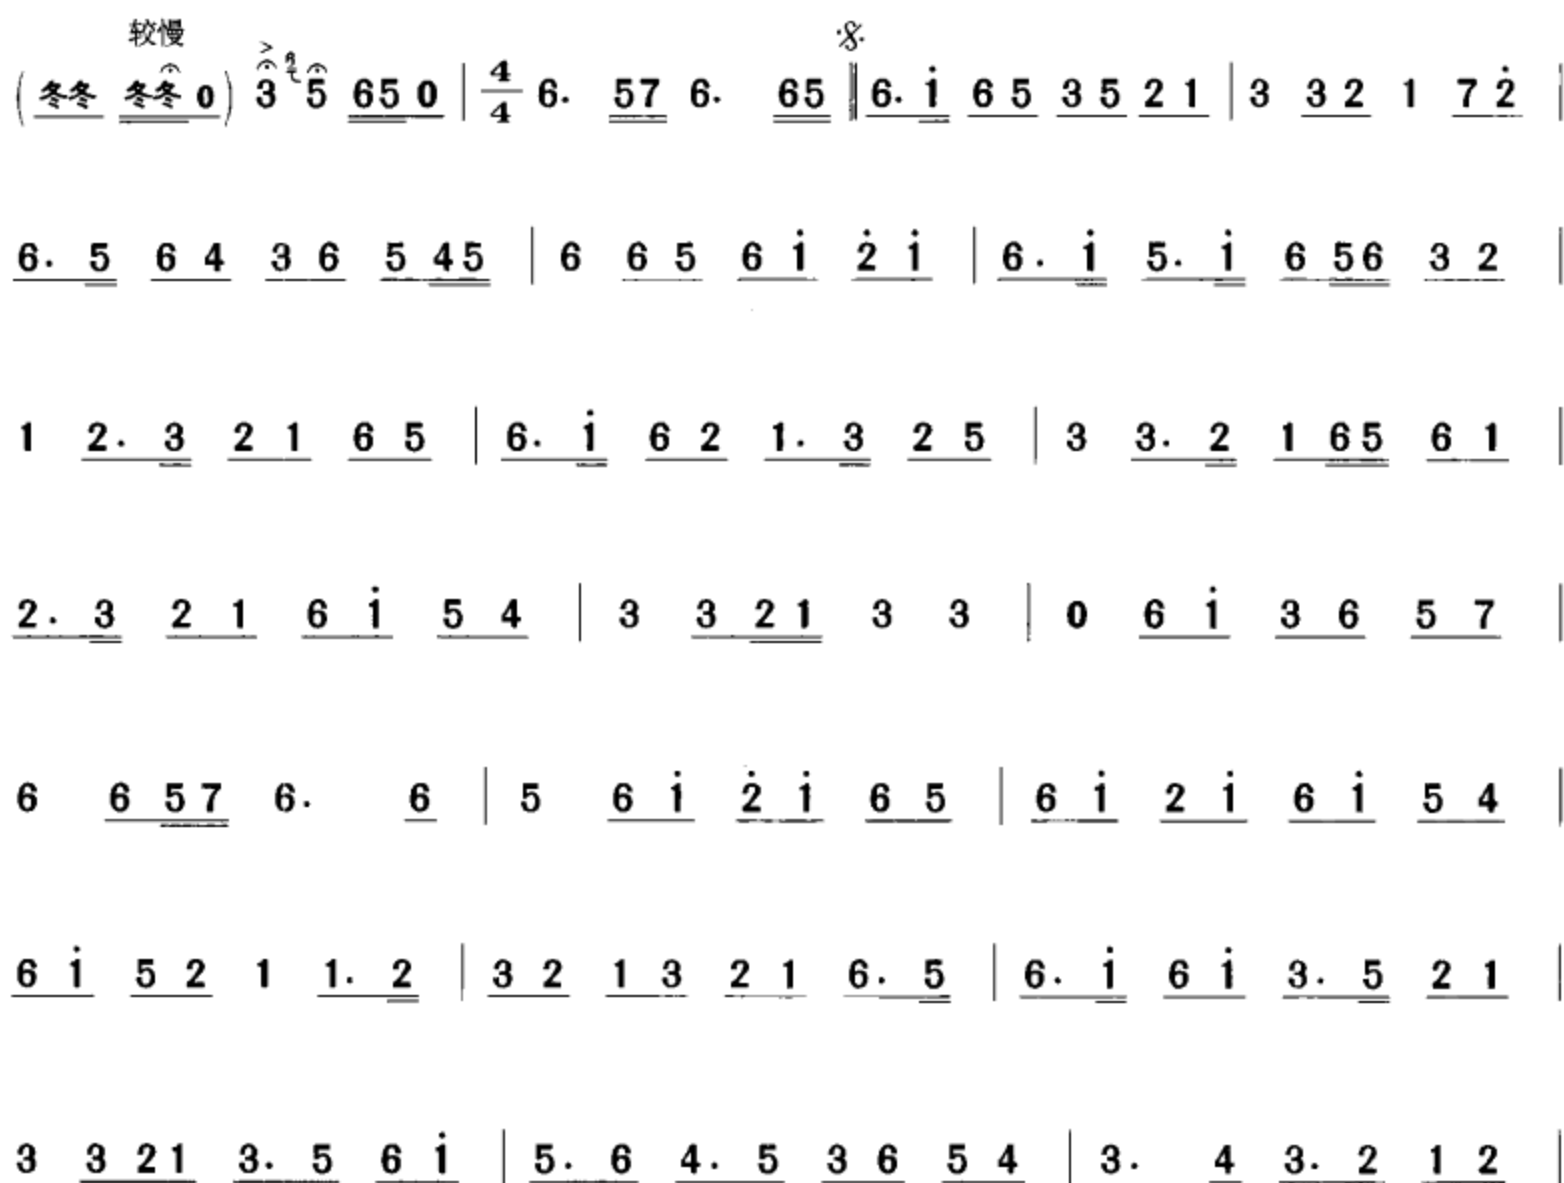 较慢
( 冬冬 冬冬 0 ) 3 5 65 0 | 4/4 6. 57 6. 65 ‖ 6. i̇ 6 5 3 5 2 1 | 3 3 2 1 7 2̇ |
6. 5 6 4 3 6 5 45 | 6 6 5 6 i̇ 2̇ i̇ | 6. i̇ 5. i̇ 6 56 3 2 |
1 2. 3 2 1 6 5 | 6. i̇ 6 2 1. 3 2 5 | 3 3. 2 1 65 6 1 |
2. 3 2 1 6 i̇ 5 4 | 3 3 21 3 3 | 0 6 i̇ 3 6 5 7 |
6 6 57 6. 6 | 5 6 i̇ 2̇ i̇ 6 5 | 6 i̇ 2 i̇ 6 i̇ 5 4 |
6 i̇ 5 2 1 1. 2 | 3 2 1 3 2 1 6. 5 | 6. i̇ 6 i̇ 3. 5 2 1 |
3 3 21 3. 5 6 i̇ | 5. 6 4. 5 3 6 5 4 | 3. 4 3. 2 1 2 |